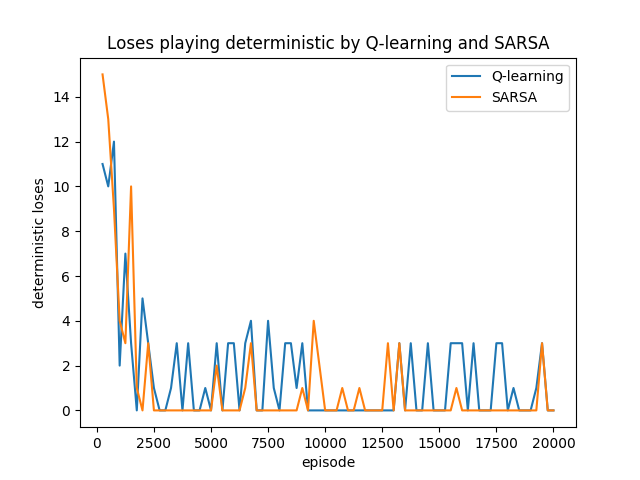 Loses playing deterministic by Q-learning and SARSA
Q-learning
SARSA
14
12
10
8
6
4
2
0
deterministic loses
0 2500 5000 7500 10000 12500 15000 17500 20000
episode